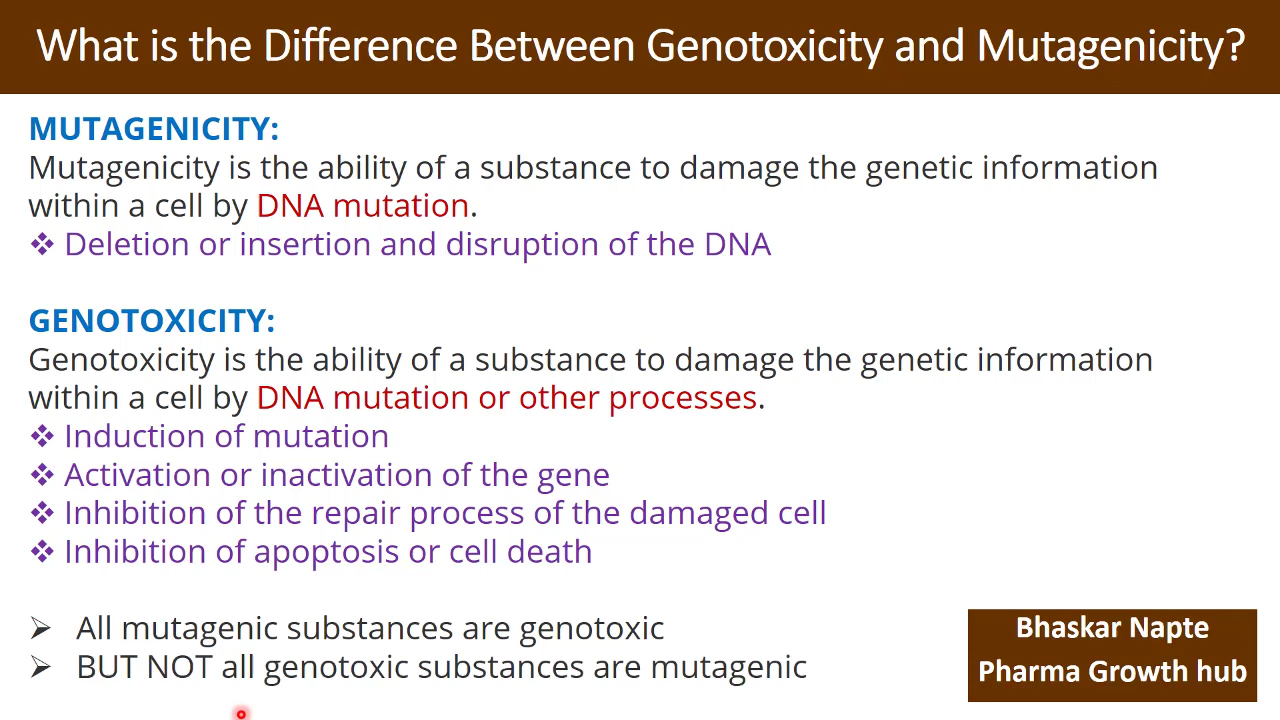 What is the Difference Between Genotoxicity and Mutagenicity?
MUTAGENICITY:
Mutagenicity is the ability of a substance to damage the genetic information
within a cell by DNA mutation.
❖ Deletion or insertion and disruption of the DNA
GENOTOXICITY:
Genotoxicity is the ability of a substance to damage the genetic information
within a cell by DNA mutation or other processes.
❖ Induction of mutation
❖ Activation or inactivation of the gene
❖ Inhibition of the repair process of the damaged cell
❖ Inhibition of apoptosis or cell death
➢ All mutagenic substances are genotoxic
➢ BUT NOT all genotoxic substances are mutagenic
Bhaskar Napte
Pharma Growth hub